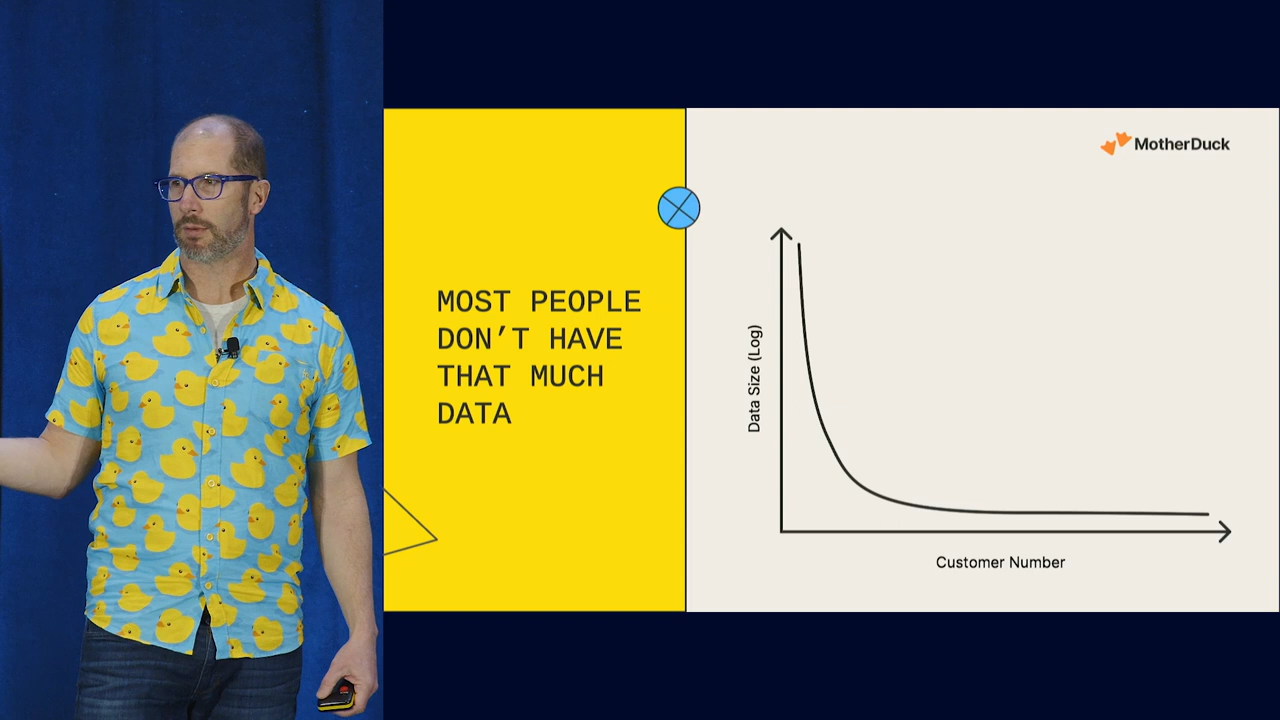 MOST PEOPLE
DON’T HAVE
THAT MUCH
DATA
MotherDuck
Data Size (Log)
Customer Number